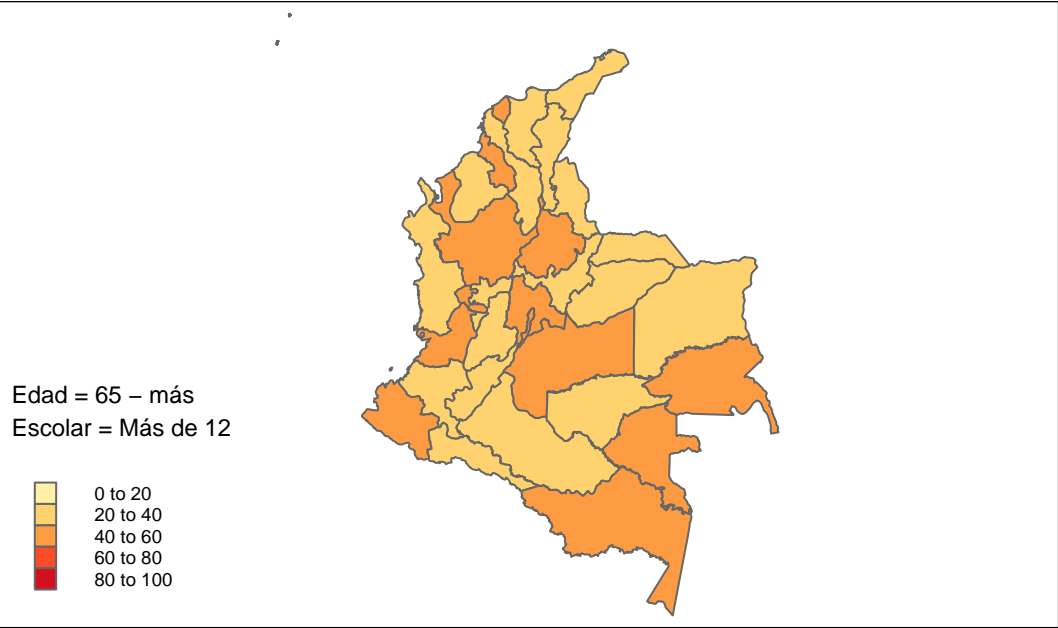 Edad = 65 – más
Escolar = Más de 12
0 to 20
20 to 40
40 to 60
60 to 80
80 to 100